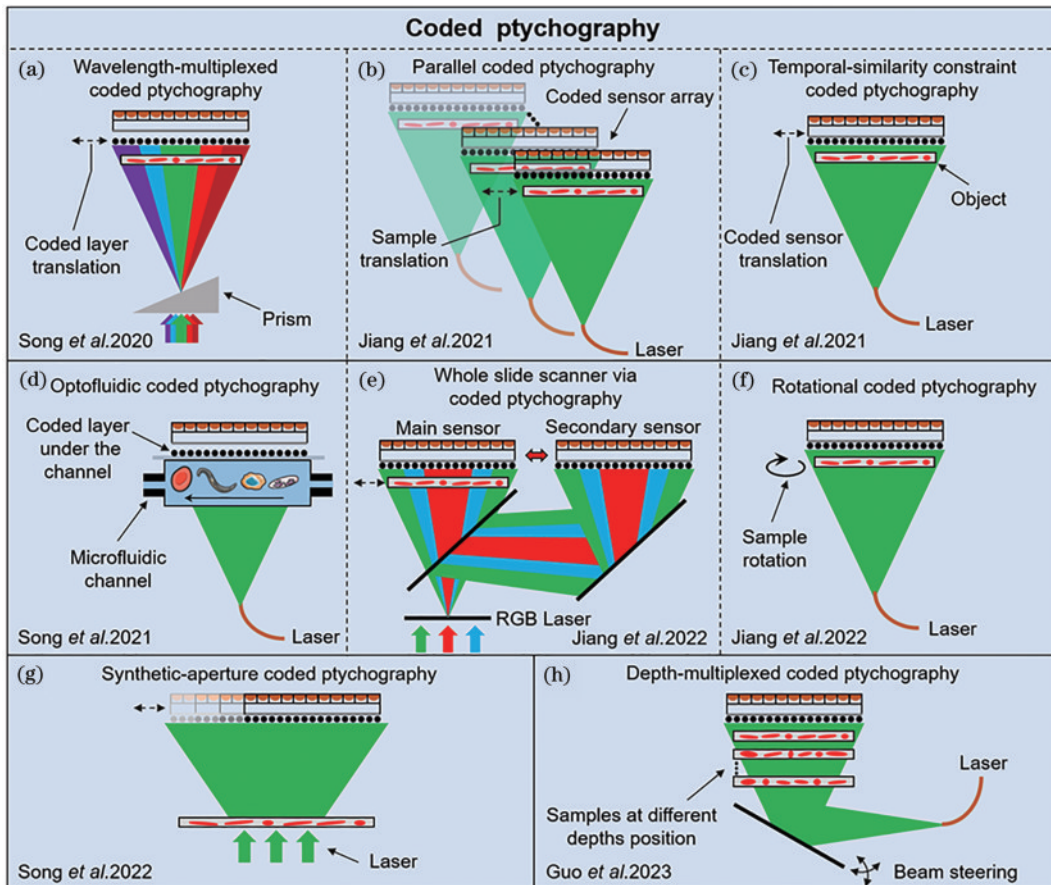 Coded ptychography
(a)
Wavelength-multiplexed
coded ptychography
Coded layer
translation
Prism
Song et al.2020
(b)
Parallel coded ptychography
Coded sensor array
Sample
translation
Laser
Jiang et al.2021
(c)
Temporal-similarity constraint
coded ptychography
Object
Coded sensor
translation
Laser
Jiang et al.2021
(d)
Optofluidic coded ptychography
Coded layer
under the
channel
Microfluidic
channel
Laser
Song et al.2021
(e)
Whole slide scanner via
coded ptychography
Main sensor
Secondary sensor
RGB Laser
Jiang et al.2022
(f)
Rotational coded ptychography
Sample
rotation
Laser
Jiang et al.2022
(g)
Synthetic-aperture coded ptychography
Laser
Song et al.2022
(h)
Depth-multiplexed coded ptychography
Laser
Samples at different
depths position
Beam steering
Guo et al.2023